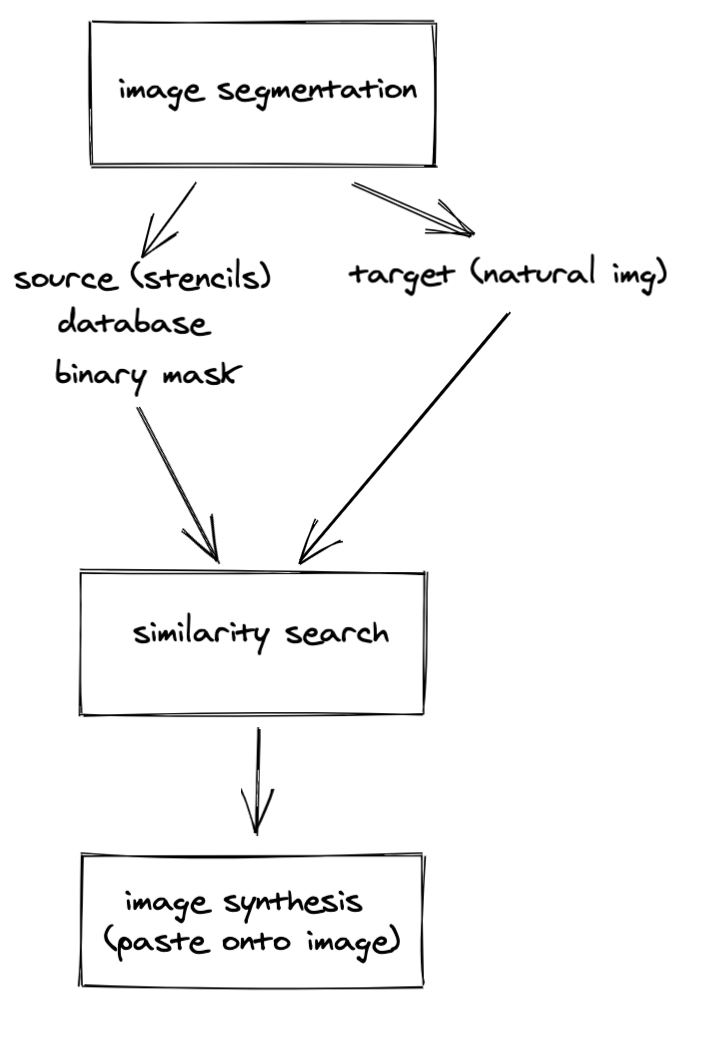 image segmentation
source (stencils)
database
binary mask
target (natural img)
similarity search
image synthesis
(paste onto image)